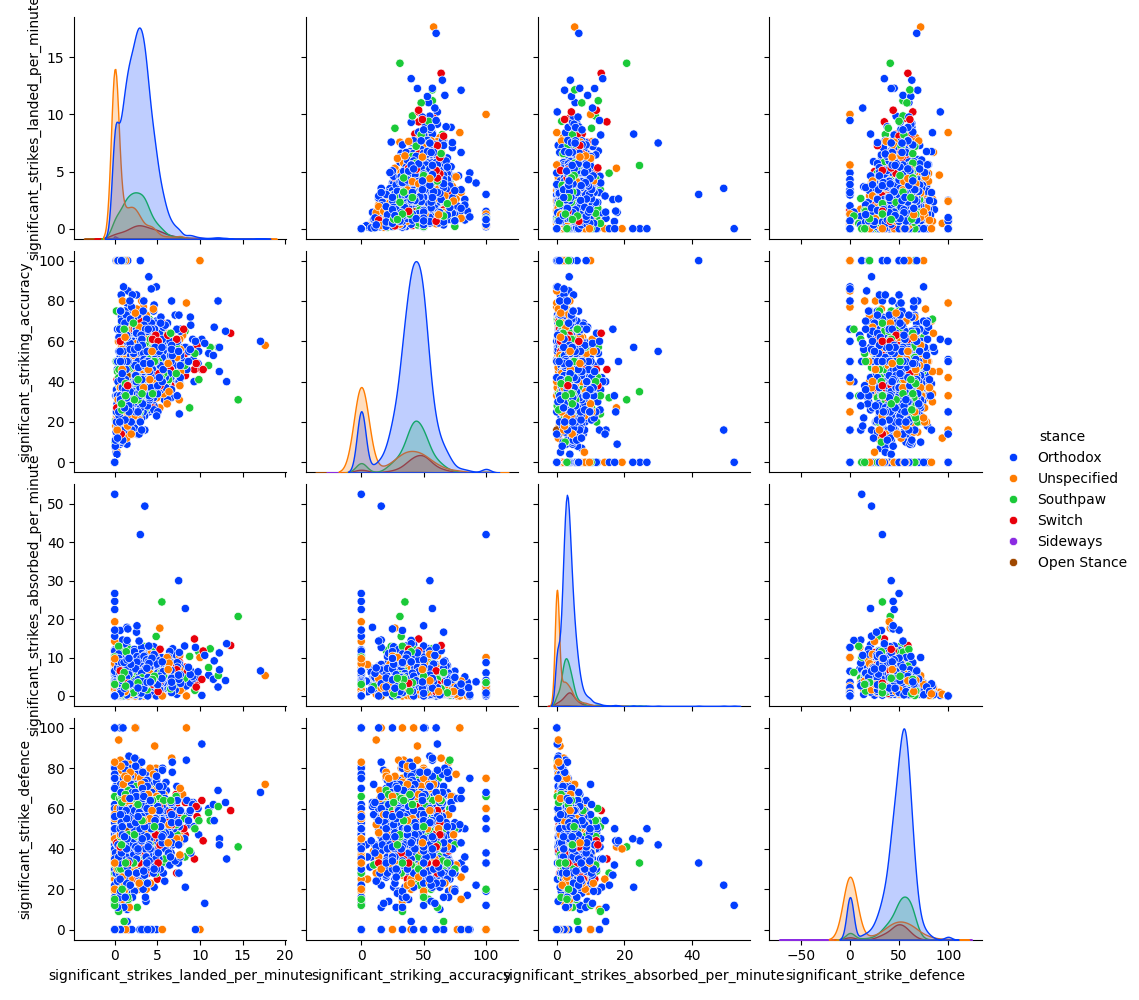 significant_strikes_landed_per_minute
15
10
5
0
significant_striking_accuracy
100
80
60
40
20
0
significant_strikes_absorbed_per_minute
50
40
30
20
10
0
significant_strike_defence
100
80
60
40
20
0
0 5 10 15 20
significant_strikes_landed_per_minute
0 50 100
significant_striking_accuracy
0 20 40
significant_strikes_absorbed_per_minute
−50 0 50 100
significant_strike_defence
stance
Orthodox
Unspecified
Southpaw
Switch
Sideways
Open Stance